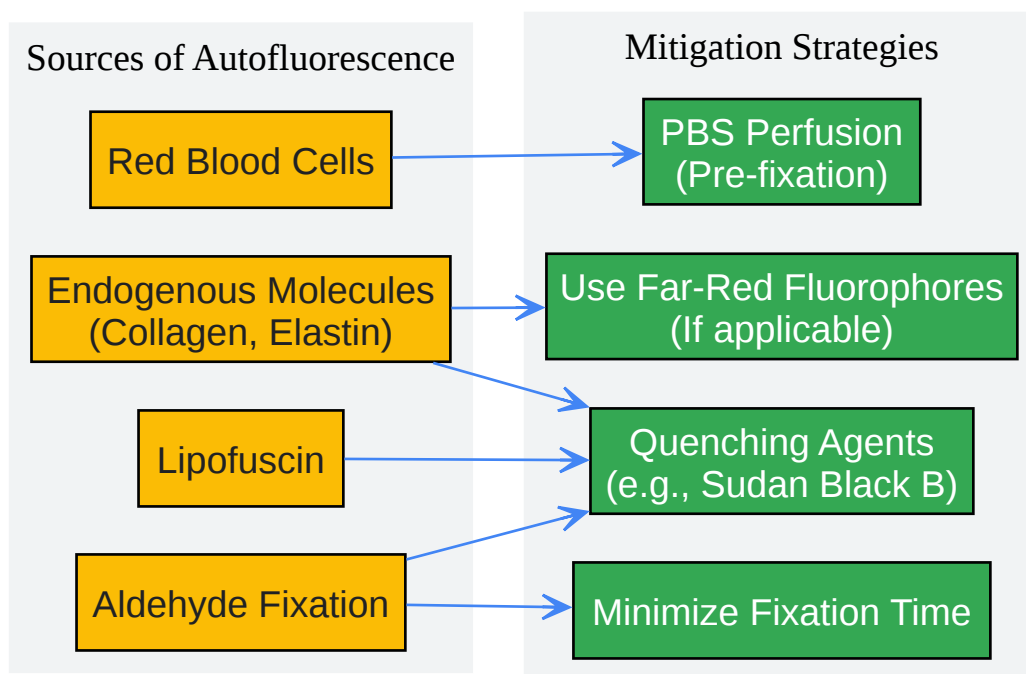 Sources of Autofluorescence
Red Blood Cells
Endogenous Molecules
(Collagen, Elastin)
Lipofuscin
Aldehyde Fixation
Mitigation Strategies
PBS Perfusion
(Pre-fixation)
Use Far-Red Fluorophores
(If applicable)
Quenching Agents
(e.g., Sudan Black B)
Minimize Fixation Time